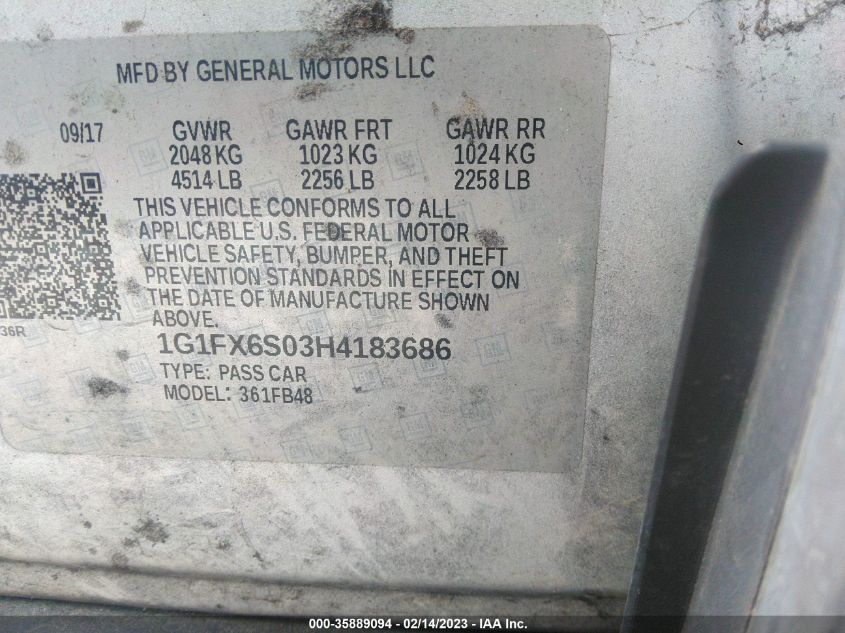 MFD BY GENERAL MOTORS LLC
09/17 GVWR GAWR FRT GAWR RR
2048 KG 1023 KG 1024 KG
4514 LB 2256 LB 2258 LB
THIS VEHICLE CONFORMS TO ALL
APPLICABLE U.S. FEDERAL MOTOR
VEHICLE SAFETY, BUMPER, AND THEFT
PREVENTION STANDARDS IN EFFECT ON
THE DATE OF MANUFACTURE SHOWN
ABOVE.
36R
1G1FX6S03H4183686
TYPE: PASS CAR
MODEL: 361FB48
000-35889094 - 02/14/2023 - IAA Inc.